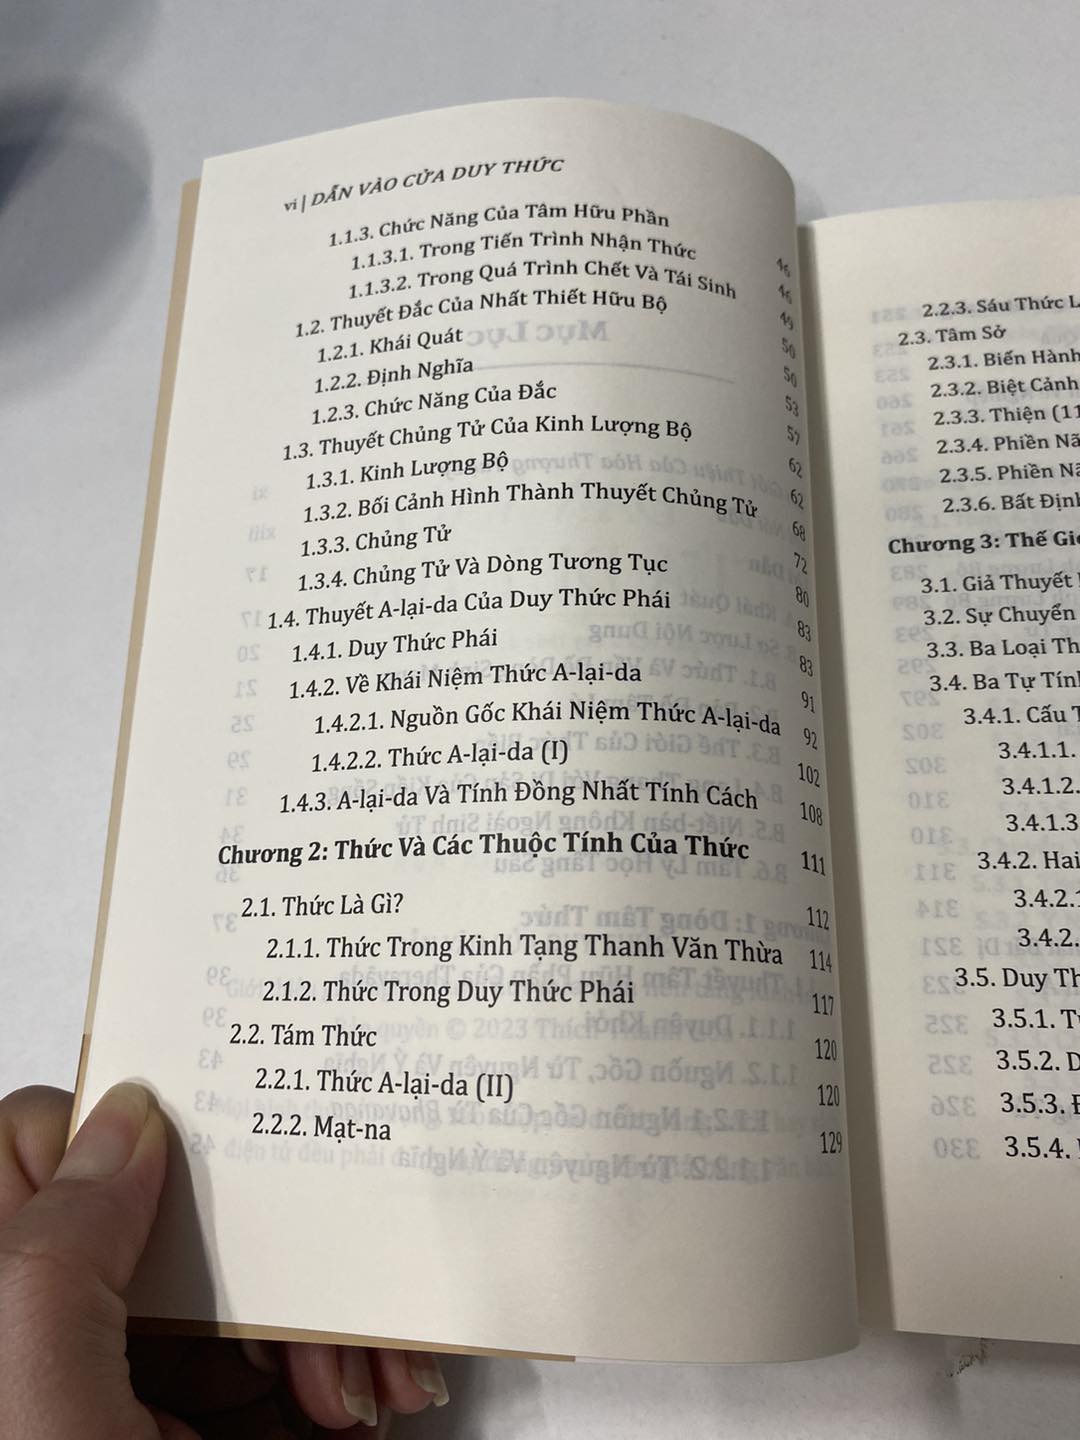 vi | DẪN VÀO CỬA DUY THỨC
1.1.3. Chức Năng Của Tâm Hữu Phần 46
1.1.3.1. Trong Tiến Trình Nhận Thức 46
1.1.3.2. Trong Quá Trình Chết Và Tái Sinh 49
1.2. Thuyết Đắc Của Nhất Thiết Hữu Bộ 50
1.2.1. Khái Quát 50
1.2.2. Định Nghĩa 53
1.2.3. Chức Năng Của Đắc 57
1.3. Thuyết Chủng Tử Của Kinh Lượng Bộ 62
1.3.1. Kinh Lượng Bộ 62
1.3.2. Bối Cảnh Hình Thành Thuyết Chủng Tử 68
1.3.3. Chủng Tử 72
1.3.4. Chủng Tử Và Dòng Tương Tục 80
1.4. Thuyết A-lại-da Của Duy Thức Phái 83
1.4.1. Duy Thức Phái 83
1.4.2. Về Khái Niệm Thức A-lại-da 91
1.4.2.1. Nguồn Gốc Khái Niệm Thức A-lại-da 92
1.4.2.2. Thức A-lại-da (I) 102
1.4.3. A-lại-da Và Tính Đồng Nhất Tính Cách 108
Chương 2: Thức Và Các Thuộc Tính Của Thức 111
2.1. Thức Là Gì? 112
2.1.1. Thức Trong Kinh Tạng Thanh Văn Thừa 114
2.1.2. Thức Trong Duy Thức Phái 117
2.2. Tám Thức 120
2.2.1. Thức A-lại-da (II) 120
2.2.2. Mạt-na 129
2.2.3. Sáu Thức
2.3. Tâm Sở
2.3.1. Biến Hành
2.3.2. Biệt Cảnh
2.3.3. Thiện (11
2.3.4. Phiền
2.3.5. Phiền
2.3.6. Bất Định
Chương 3: Thế
3.1. Giả Thuyết
3.2. Sự Chuyển
3.3. Ba Loại
3.4. Ba Tự Tính
3.4.1. Cấu
3.4.1.1.
3.4.1.2.
3.4.1.3
3.4.2. Hai
3.4.2.1
3.4.2.
3.5. Duy
3.5.1.
3.5.2.
3.5.3.
3.5.4.